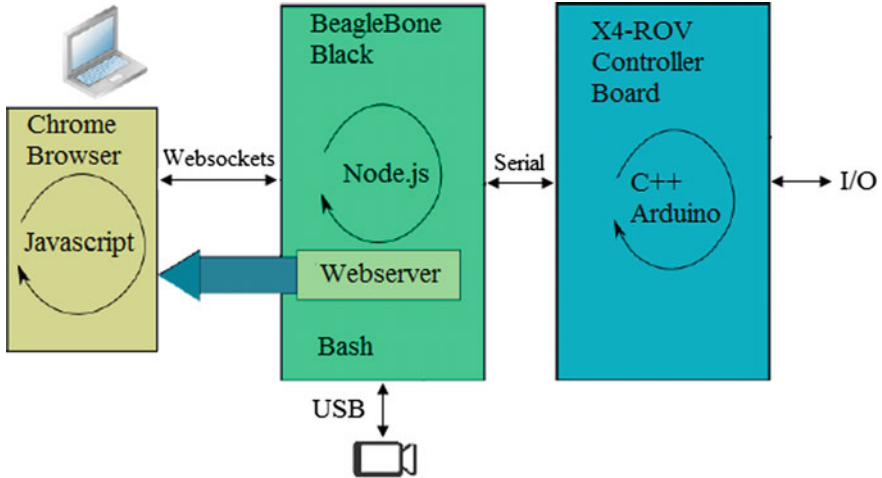 Chrome
Browser
Javascript
Websockets
BeagleBone
Black
Node.js
Webserver
Bash
USB
Serial
X4-ROV
Controller
Board
C++
Arduino
I/O